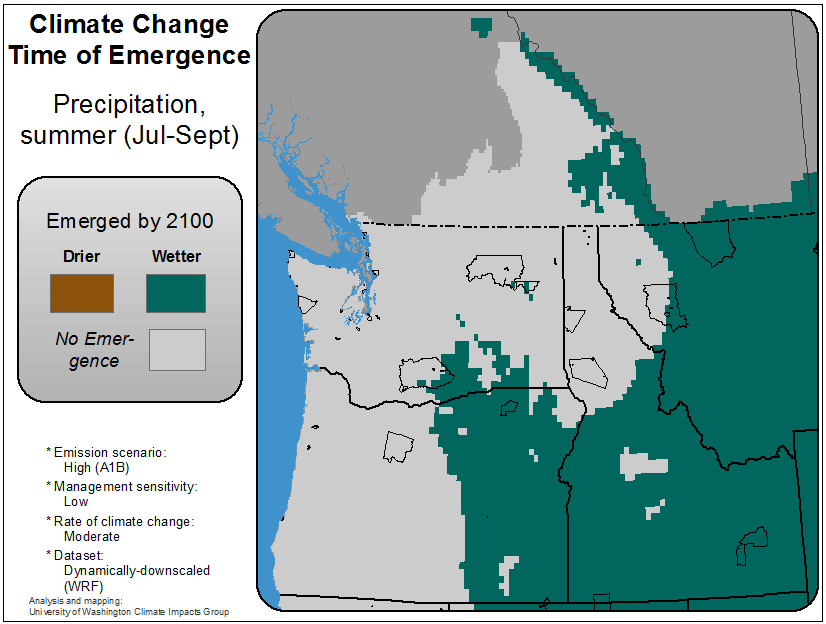 Climate Change
Time of Emergence
Precipitation,
summer (Jul-Sept)
Emerged by 2100
Drier Wetter
No Emer-
gence
* Emission scenario:
High (A1B)
* Management sensitivity:
Low
* Rate of climate change:
Moderate
* Dataset:
Dynamically-downscaled
(WRF)
Analysis and mapping:
University of Washington Climate Impacts Group